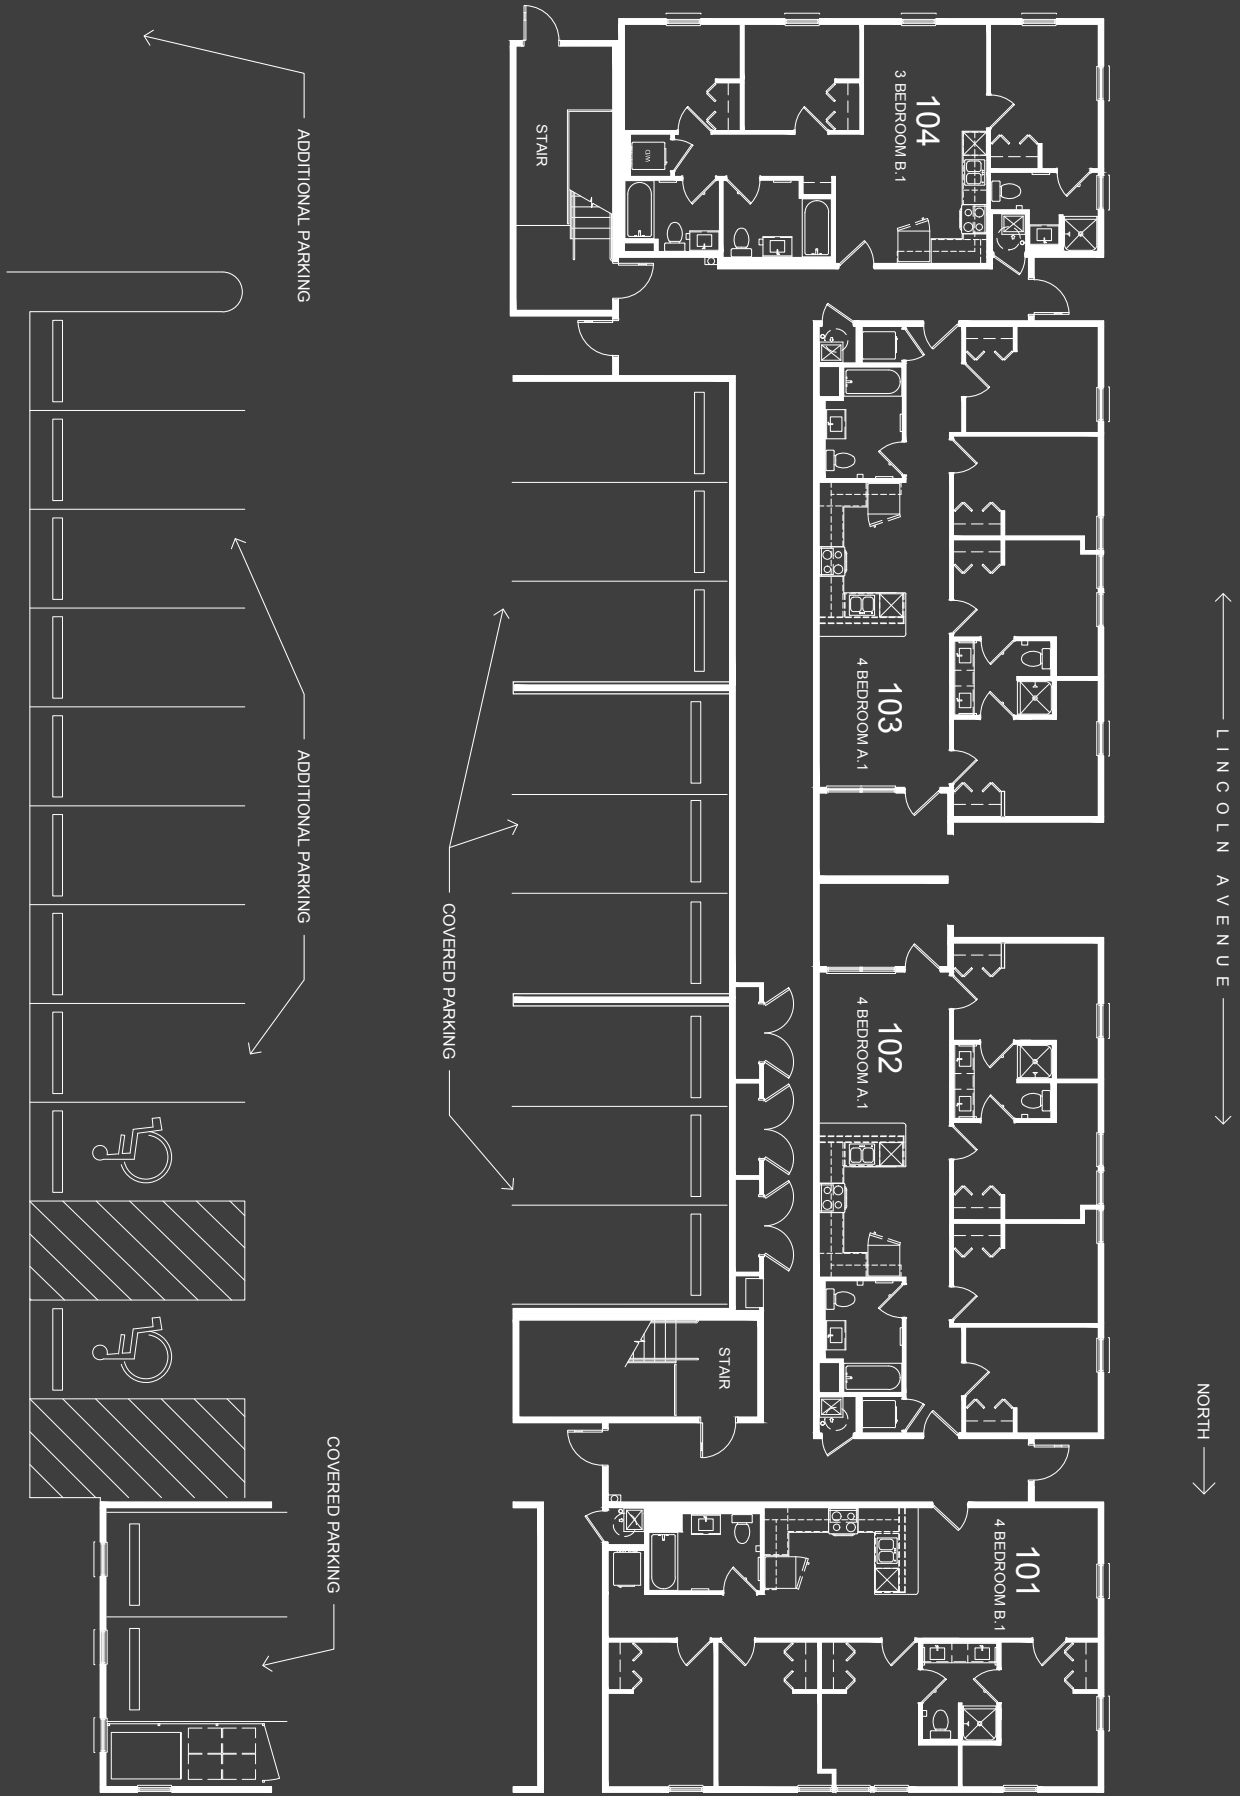 ADDITIONAL PARKING
STAIR
104
3 BEDROOM B.1
WD
ADDITIONAL PARKING
COVERED PARKING
103
4 BEDROOM A.1
LINCOLN AVENUE
102
4 BEDROOM A.1
STAIR
NORTH
COVERED PARKING
101
4 BEDROOM B.1